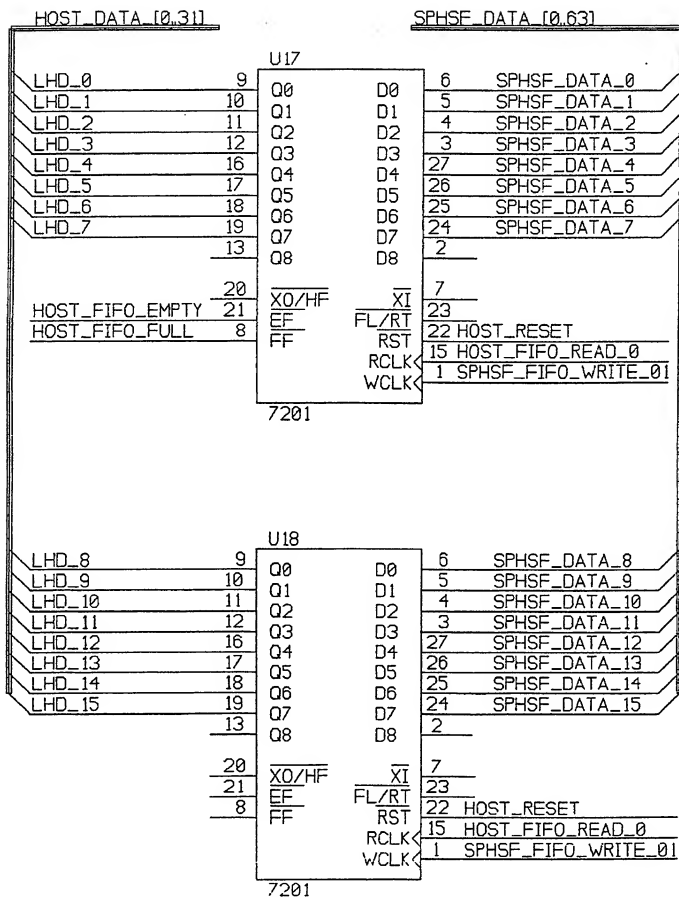 HOST_DATA_[0..31] SPHSF_DATA_[0..63]
U17
LHD_0 9 Q0 D0 6 SPHSF_DATA_0
LHD_1 10 Q1 D1 5 SPHSF_DATA_1
LHD_2 11 Q2 D2 4 SPHSF_DATA_2
LHD_3 12 Q3 D3 3 SPHSF_DATA_3
LHD_4 16 Q4 D4 27 SPHSF_DATA_4
LHD_5 17 Q5 D5 26 SPHSF_DATA_5
LHD_6 18 Q6 D6 25 SPHSF_DATA_6
LHD_7 19 Q7 D7 24 SPHSF_DATA_7
13 Q8 D8 2
20 XO/HF XI 7
HOST_FIFO_EMPTY 21 EF FL/RT 23
HOST_FIFO_FULL 8 FF RST 22 HOST_RESET
RCLK 15 HOST_FIFO_READ_0
WCLK 1 SPHSF_FIFO_WRITE_01
7201
U18
LHD_8 9 Q0 D0 6 SPHSF_DATA_8
LHD_9 10 Q1 D1 5 SPHSF_DATA_9
LHD_10 11 Q2 D2 4 SPHSF_DATA_10
LHD_11 12 Q3 D3 3 SPHSF_DATA_11
LHD_12 16 Q4 D4 27 SPHSF_DATA_12
LHD_13 17 Q5 D5 26 SPHSF_DATA_13
LHD_14 18 Q6 D6 25 SPHSF_DATA_14
LHD_15 19 Q7 D7 24 SPHSF_DATA_15
13 Q8 D8 2
20 XO/HF XI 7
21 EF FL/RT 23
8 FF RST 22 HOST_RESET
RCLK 15 HOST_FIFO_READ_0
WCLK 1 SPHSF_FIFO_WRITE_01
7201